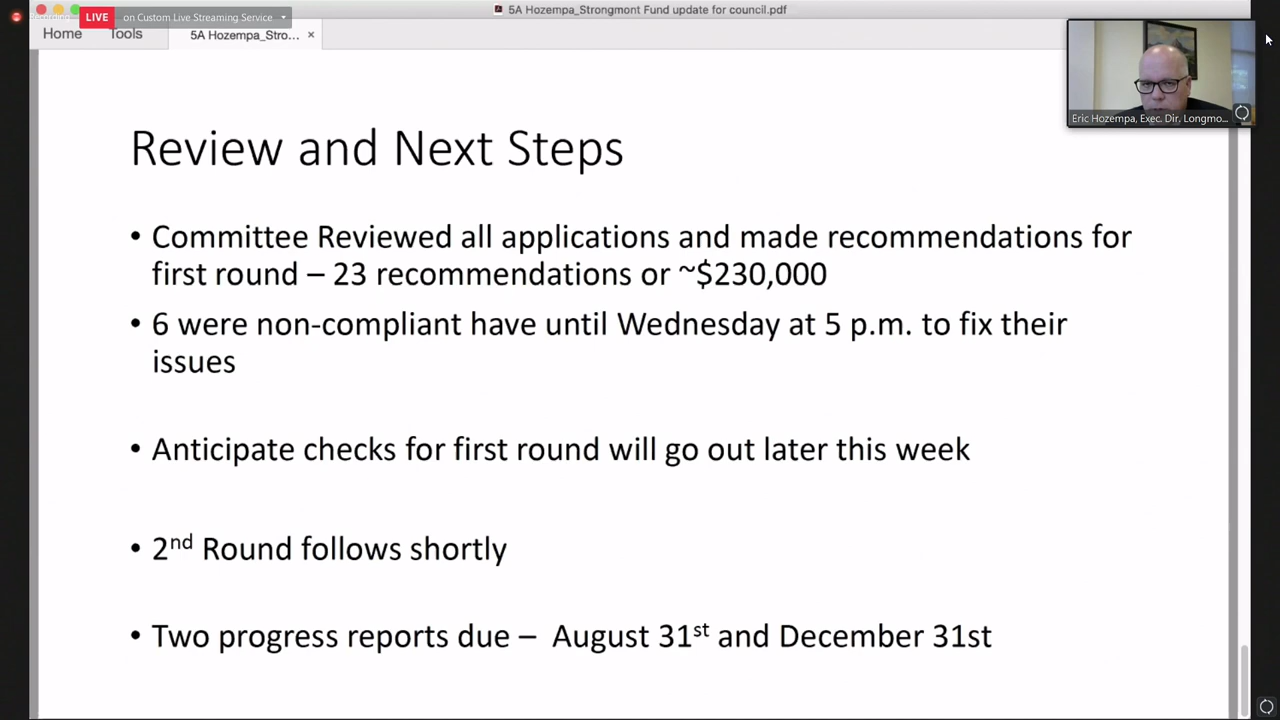 Recording
LIVE on Custom Live Streaming Service
5A Hozempa_Strongmont Fund update for council.pdf
Home Tools 5A Hozempa_Stro... ×
Eric Hozempa, Exec. Dir. Longmo...
Review and Next Steps
• Committee Reviewed all applications and made recommendations for
first round – 23 recommendations or ~$230,000
• 6 were non-compliant have until Wednesday at 5 p.m. to fix their
issues
• Anticipate checks for first round will go out later this week
• 2nd Round follows shortly
• Two progress reports due – August 31st and December 31st